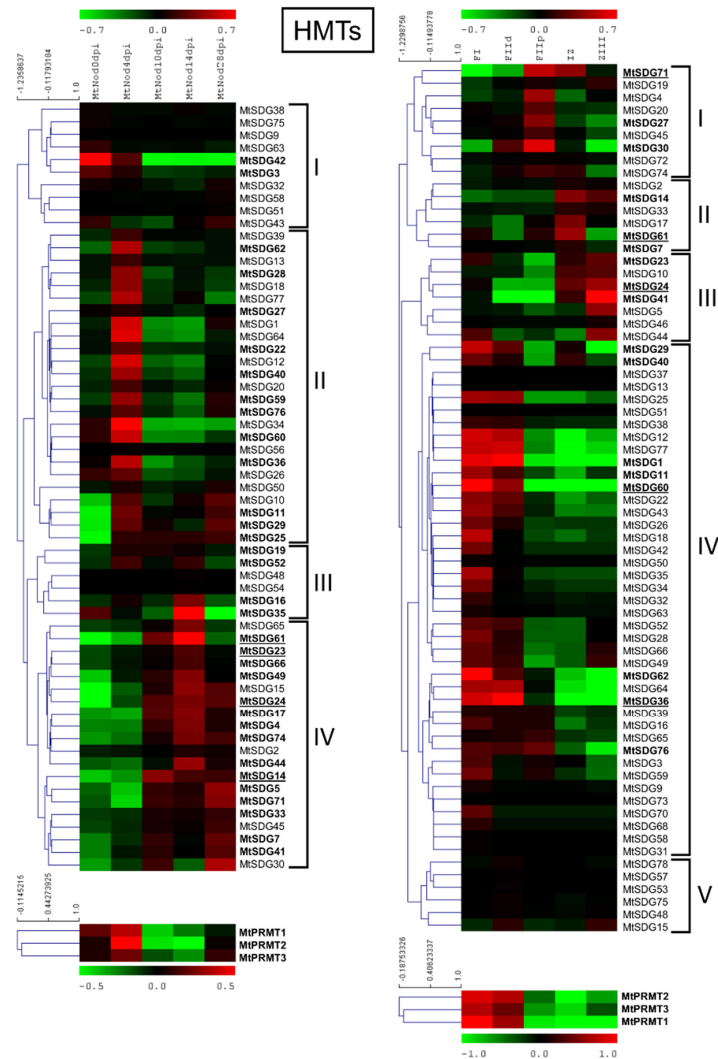 HMTs
-0.7 0.0 0.7
-1.2358637 -0.11793184 1.0
MtNod0dpi MtNod4dpi MtNod10dpi MtNod14dpi MtNod28dpi
MtSDG38
MtSDG75
MtSDG9
MtSDG63
MtSDG42
MtSDG3
MtSDG32
MtSDG58
MtSDG51
MtSDG43
I
MtSDG39
MtSDG62
MtSDG13
MtSDG28
MtSDG18
MtSDG77
MtSDG27
MtSDG1
MtSDG64
MtSDG22
MtSDG12
MtSDG40
MtSDG20
MtSDG59
MtSDG76
MtSDG34
MtSDG60
MtSDG56
MtSDG36
MtSDG26
MtSDG50
MtSDG10
MtSDG11
MtSDG29
MtSDG25
II
MtSDG19
MtSDG52
MtSDG48
MtSDG54
MtSDG16
MtSDG35
III
MtSDG65
MtSDG61
MtSDG23
MtSDG66
MtSDG49
MtSDG15
MtSDG24
MtSDG17
MtSDG4
MtSDG74
MtSDG2
MtSDG44
MtSDG14
MtSDG5
MtSDG71
MtSDG33
MtSDG45
MtSDG7
MtSDG41
MtSDG30
IV
-0.1145215 0.44273925 1.0
MtPRMT1
MtPRMT2
MtPRMT3
-0.5 0.0 0.5
-0.7 0.0 0.7
-1.2298756 -0.11493778 1.0
FI FIId FIIp IZ ZIII
MtSDG71
MtSDG19
MtSDG4
MtSDG20
MtSDG27
MtSDG45
MtSDG30
MtSDG72
MtSDG74
I
MtSDG2
MtSDG14
MtSDG33
MtSDG17
MtSDG61
MtSDG7
II
MtSDG23
MtSDG10
MtSDG24
MtSDG41
MtSDG5
MtSDG46
MtSDG44
III
MtSDG29
MtSDG40
MtSDG37
MtSDG13
MtSDG25
MtSDG51
MtSDG38
MtSDG12
MtSDG77
MtSDG1
MtSDG11
MtSDG60
MtSDG22
MtSDG43
MtSDG26
MtSDG18
MtSDG42
MtSDG50
MtSDG35
MtSDG34
MtSDG32
MtSDG63
MtSDG52
MtSDG28
MtSDG66
MtSDG49
MtSDG62
MtSDG64
MtSDG36
MtSDG39
MtSDG16
MtSDG65
MtSDG76
MtSDG3
MtSDG59
MtSDG9
MtSDG73
MtSDG70
MtSDG68
MtSDG58
MtSDG31
IV
MtSDG78
MtSDG57
MtSDG53
MtSDG75
MtSDG48
MtSDG15
V
-0.18753326 0.40623337 1.0
MtPRMT2
MtPRMT3
MtPRMT1
-1.0 0.0 1.0